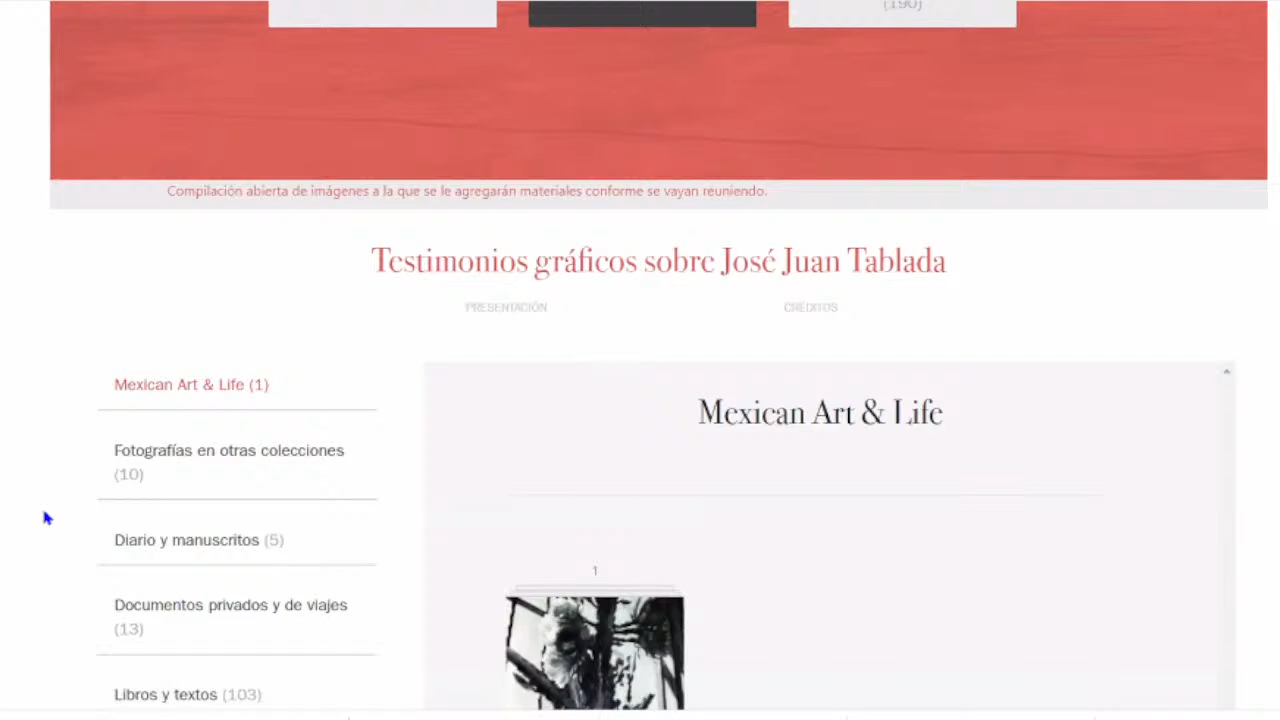 (190)
Compilación abierta de imágenes a la que se le agregarán materiales conforme se vayan reuniendo.
Testimonios gráficos sobre José Juan Tablada
PRESENTACIÓN
CRÉDITOS
Mexican Art & Life (1)
Fotografías en otras colecciones
(10)
Diario y manuscritos (5)
Documentos privados y de viajes
(13)
Libros y textos (103)
Mexican Art & Life
1